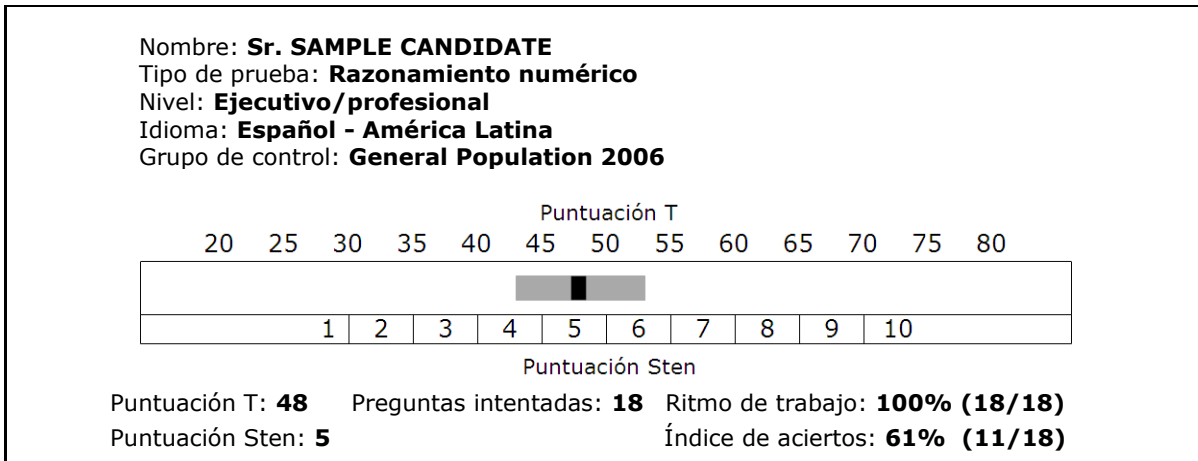 Nombre: Sr. SAMPLE CANDIDATE
Tipo de prueba: Razonamiento numérico
Nivel: Ejecutivo/profesional
Idioma: Español - América Latina
Grupo de control: General Population 2006
Puntuación T
20 25 30 35 40 45 50 55 60 65 70 75 80
1 2 3 4 5 6 7 8 9 10
Puntuación Sten
Puntuación T: 48 Preguntas intentadas: 18 Ritmo de trabajo: 100% (18/18)
Puntuación Sten: 5 Índice de aciertos: 61% (11/18)